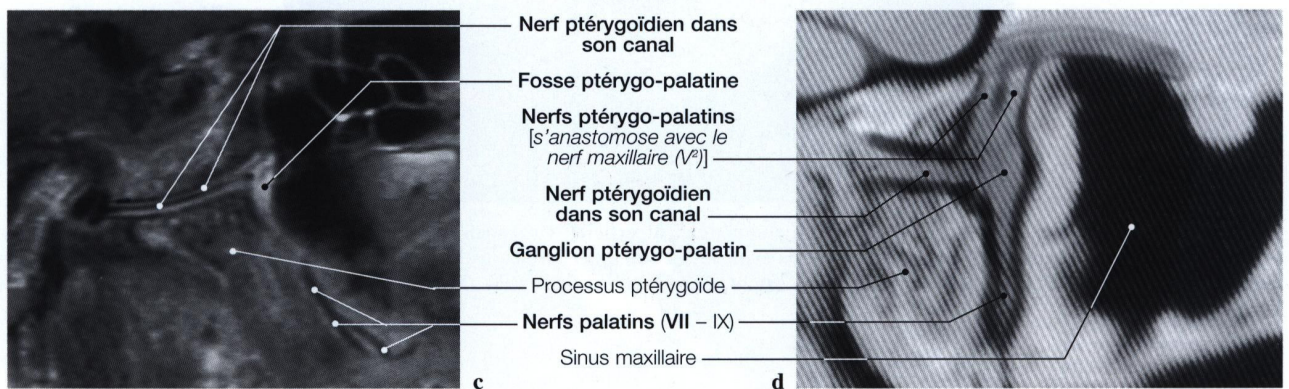 Nerf ptérygoïdien dans
son canal
Fosse ptérygo-palatine
Nerfs ptérygo-palatins
[s'anastomose avec le
nerf maxillaire (V²)]
Nerf ptérygoïdien
dans son canal
Ganglion ptérygo-palatin
Processus ptérygoïde
Nerfs palatins (VII – IX)
Sinus maxillaire
c
d